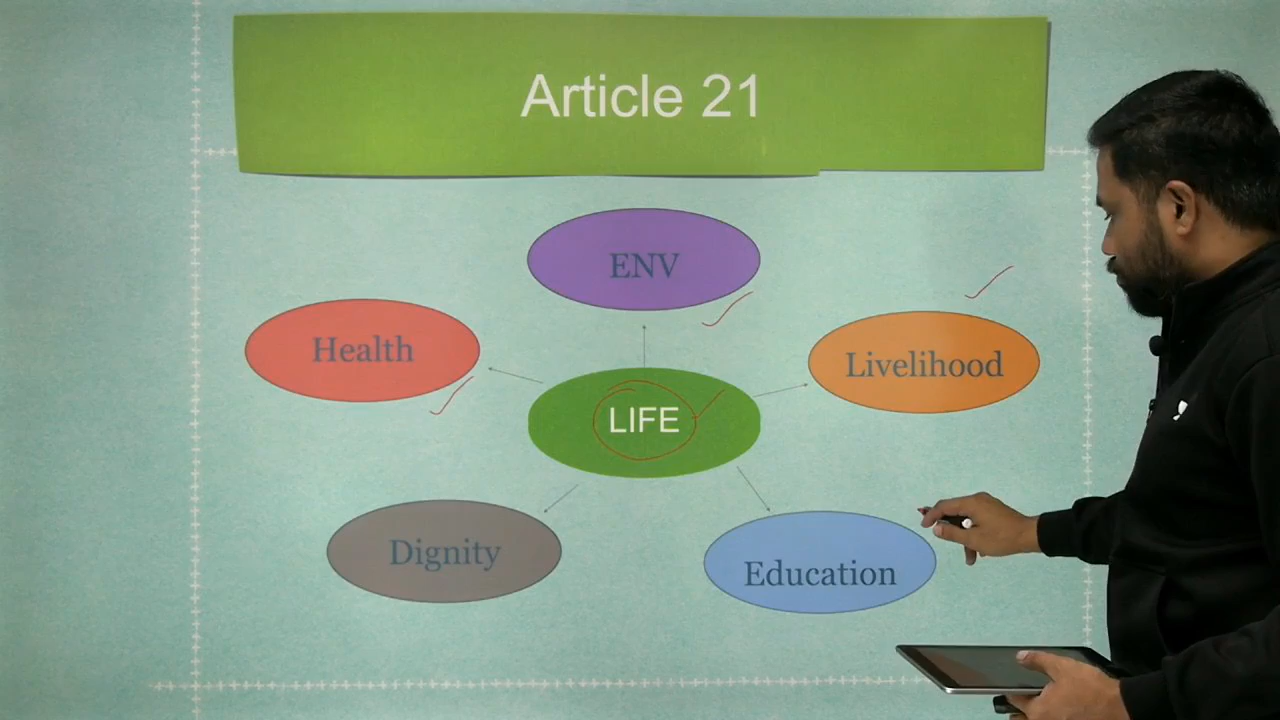 Article 21
ENV
Health
Livelihood
LIFE
Dignity
Education